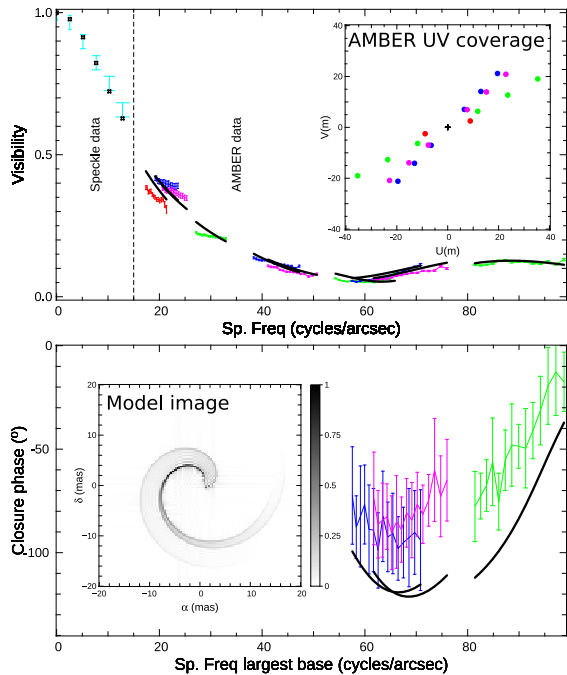 1.0
0.5
0.0
Visibility
Speckle data
AMBER data
AMBER UV coverage
40
20
0
−20
−40
V(m)
−40 −20 0 20 40
U(m)
0 20 40 60 80
Sp. Freq (cycles/arcsec)
0
−50
−100
Closure phase (º)
Model image
20
10
0
−10
−20
δ (mas)
−20 −10 0 10 20
α (mas)
1
0.75
0.5
0.25
0
0 20 40 60 80
Sp. Freq largest base (cycles/arcsec)